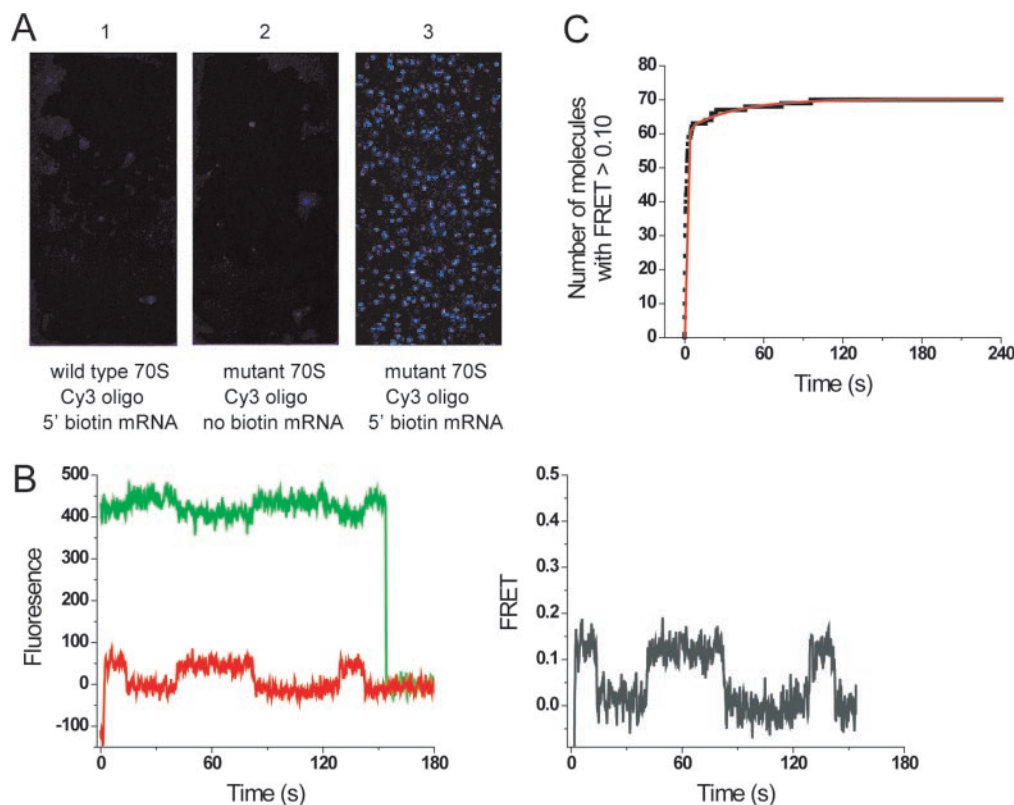 A
1
2
3
wild type 70S
Cy3 oligo
5' biotin mRNA
mutant 70S
Cy3 oligo
no biotin mRNA
mutant 70S
Cy3 oligo
5' biotin mRNA
C
Number of molecules
with FRET > 0.10
80
70
60
50
40
30
20
10
0
0
60
120
180
240
Time (s)
B
Fluoresence
500
400
300
200
100
0
-100
0
60
120
180
Time (s)
FRET
0.5
0.4
0.3
0.2
0.1
0.0
0
60
120
180
Time (s)